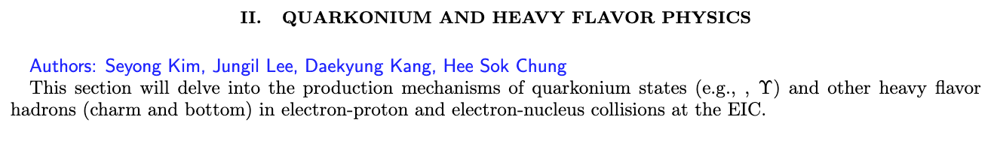 II. QUARKONIUM AND HEAVY FLAVOR PHYSICS
Authors: Seyong Kim, Jungil Lee, Daekyung Kang, Hee Sok Chung
This section will delve into the production mechanisms of quarkonium states (e.g., , ϒ) and other heavy flavor
hadrons (charm and bottom) in electron-proton and electron-nucleus collisions at the EIC.